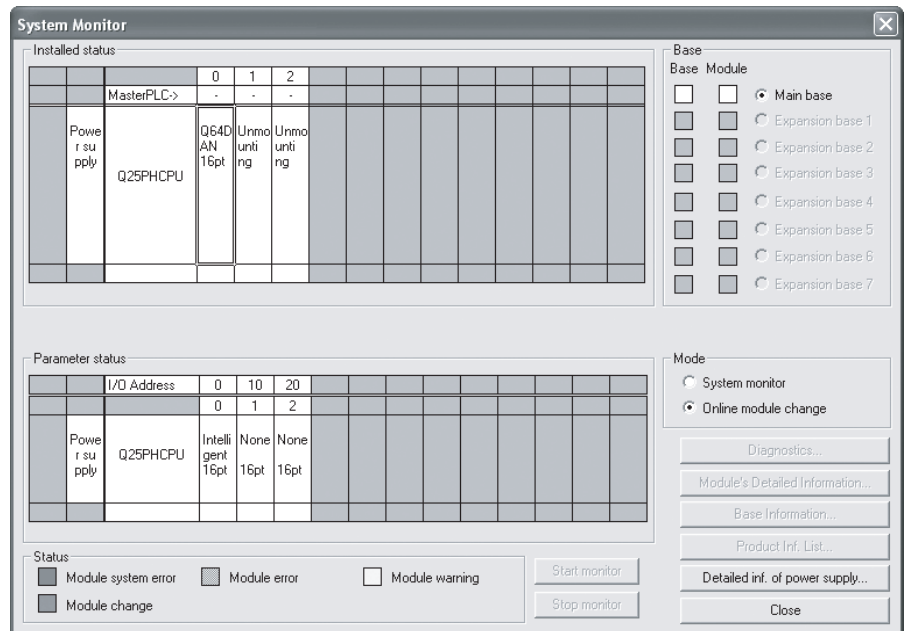 System Monitor
Installed status
0 1 2
MasterPLC-> - - -
Powe
r su
pply
Q25PHCPU
Q64D
AN
16pt
Unmo
unti
ng
Unmo
unti
ng
Base
Base Module
Main base
Expansion base 1
Expansion base 2
Expansion base 3
Expansion base 4
Expansion base 5
Expansion base 6
Expansion base 7
Parameter status
I/O Address 0 10 20
0 1 2
Powe
r su
pply
Q25PHCPU
Intelli
gent
16pt
None
16pt
None
16pt
Mode
System monitor
Online module change
Diagnostics...
Module's Detailed Information...
Base Information...
Product Inf. List...
Detailed inf. of power supply...
Close
Status
Module system error
Module error
Module warning
Module change
Start monitor
Stop monitor